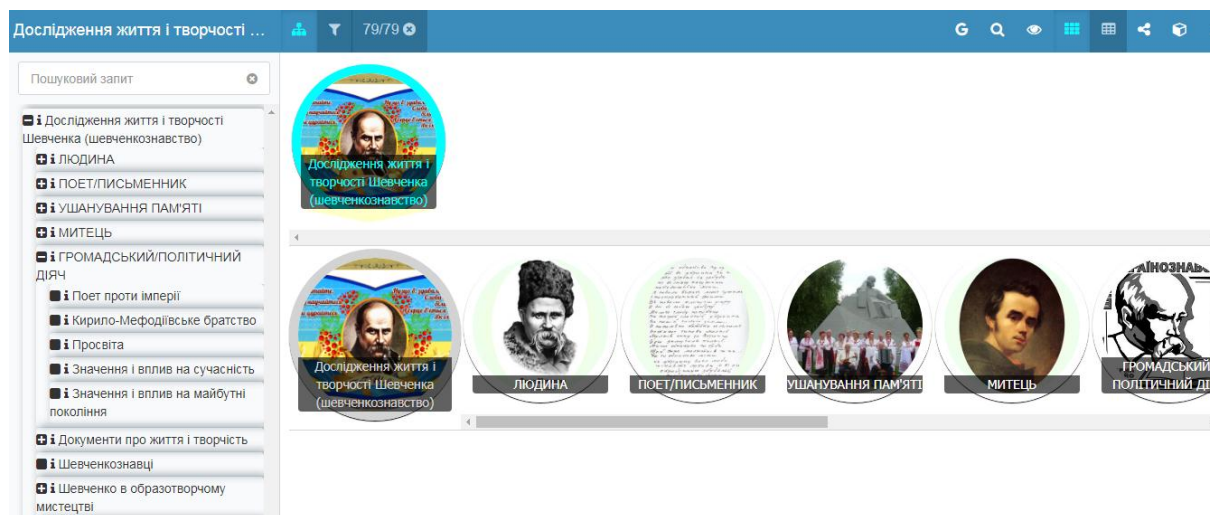 Дослідження життя і творчості ...
79/79
G
Пошуковий запит
i Дослідження життя і творчості
Шевченка (шевченкознавство)
i ЛЮДИНА
i ПОЕТ/ПИСЬМЕННИК
i УШАНУВАННЯ ПАМ'ЯТІ
i МИТЕЦЬ
i ГРОМАДСЬКИЙ/ПОЛІТИЧНИЙ
ДІЯЧ
i Поет проти імперії
i Кирило-Мефодіївське братство
i Просвіта
i Значення і вплив на сучасність
i Значення і вплив на майбутні
покоління
i Документи про життя і творчість
i Шевченкознавці
i Шевченко в образотворчому
мистецтві
Дослідження життя і
творчості Шевченка
(шевченкознавство)
Дослідження життя і
творчості Шевченка
(шевченкознавство)
ЛЮДИНА
ПОЕТ/ПИСЬМЕННИК
УШАНУВАННЯ ПАМ'ЯТІ
МИТЕЦЬ
АЇНОЗНАВ
ГРОМАДСЬКИЙ
ПОЛІТИЧНИЙ ДІ